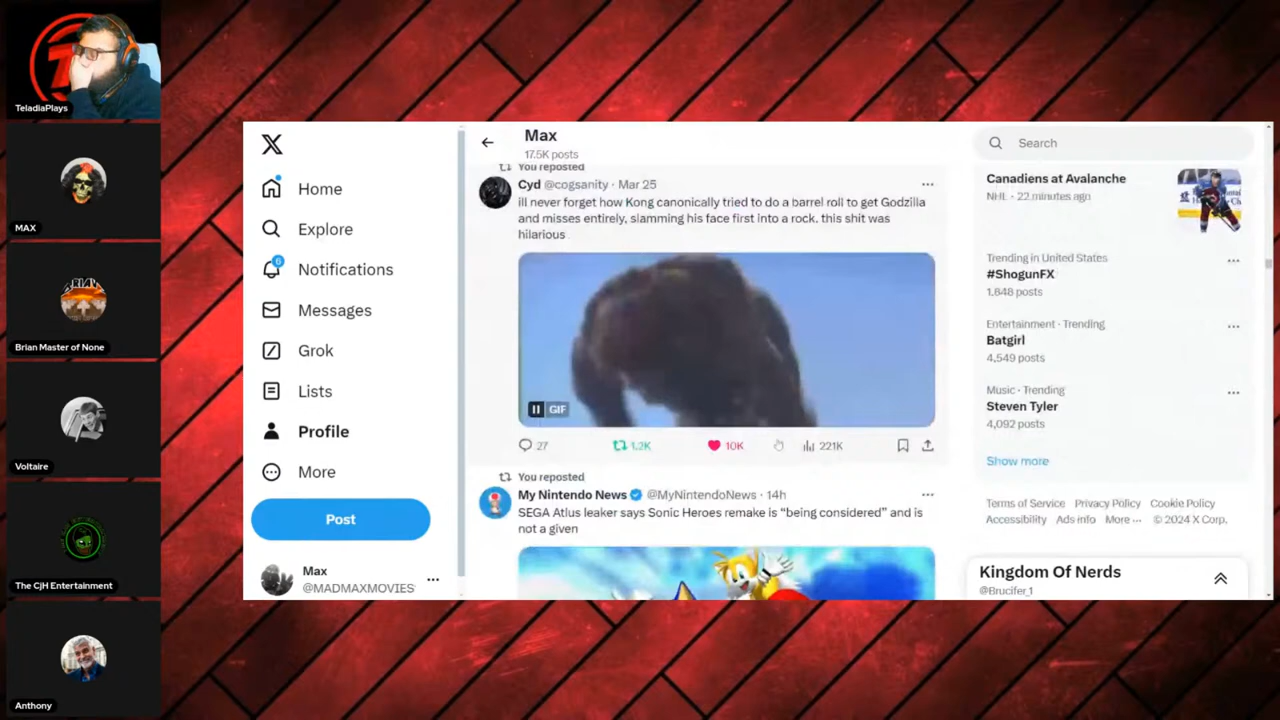 T
TeladiaPlays
MAX
BRIAN
Brian Master of None
Voltaire
The CJH Entertainment
Anthony
X
Home
Explore
6
Notifications
Messages
Grok
Lists
Profile
More
Post
Max
@MADMAXMOVIES
Max
17.5K posts
You reposted
Cyd @cogsanity · Mar 25
ill never forget how Kong canonically tried to do a barrel roll to get Godzilla
and misses entirely, slamming his face first into a rock. this shit was
hilarious
GIF
27
1.2K
10K
221K
You reposted
My Nintendo News @MyNintendoNews · 14h
SEGA Atlus leaker says Sonic Heroes remake is “being considered” and is
not a given
Search
Canadiens at Avalanche
NHL · 22 minutes ago
Trending in United States
#ShogunFX
1,848 posts
Entertainment · Trending
Batgirl
4,549 posts
Music · Trending
Steven Tyler
4,092 posts
Show more
Terms of Service Privacy Policy Cookie Policy
Accessibility Ads info More ··· © 2024 X Corp.
Kingdom Of Nerds
@Brucifer_1